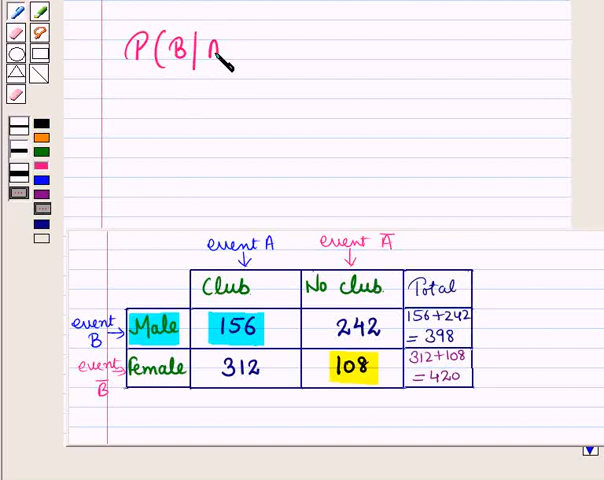 P(B/A
event A
event A̅
Club No club Total
event B Male 156 242 156+242 = 398
event B̅ Female 312 108 312+108 = 420